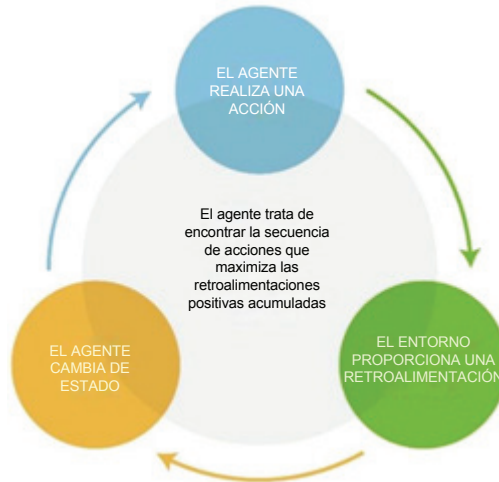 EL AGENTE
REALIZA UNA
ACCIÓN
El agente trata de
encontrar la secuencia
de acciones que
maximiza las
retroalimentaciones
positivas acumuladas
EL AGENTE
CAMBIA DE
ESTADO
EL ENTORNO
PROPORCIONA UNA
RETROALIMENTACIÓN